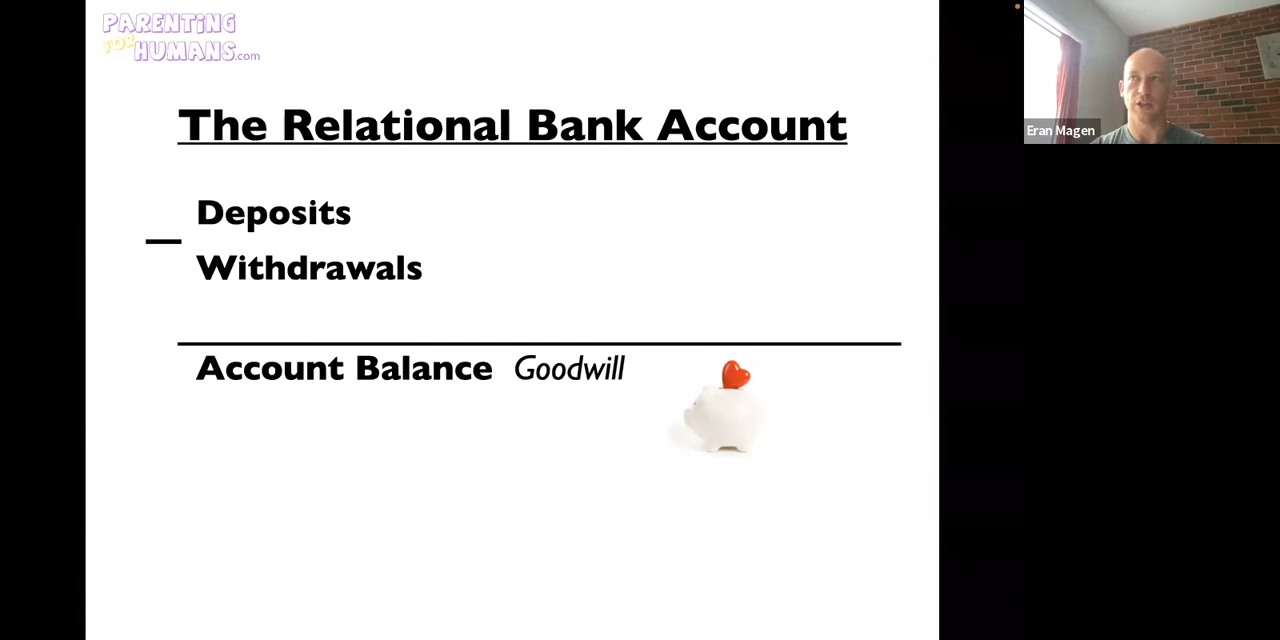 PARENTING
FOR HUMANS.com
The Relational Bank Account
Deposits
Withdrawals
Account Balance Goodwill
Eran Magen